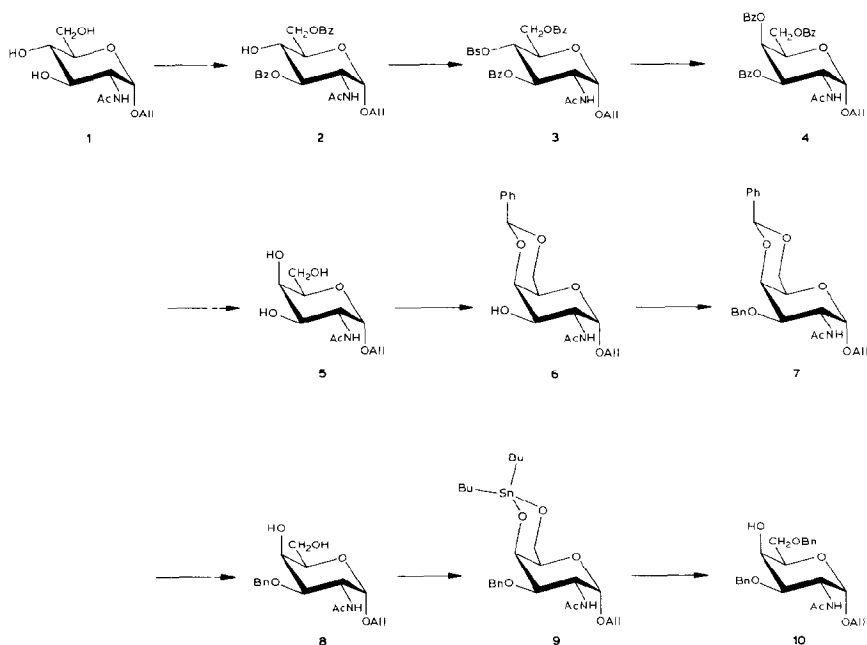 CH₂OH
HO
O
HO
AcNH
OAll
1
CH₂OBz
HO
O
BzO
AcNH
OAll
2
CH₂OBz
BsO
O
BzO
AcNH
OAll
3
BzO
CH₂OBz
O
BzO
AcNH
OAll
4
HO
CH₂OH
O
HO
AcNH
OAll
5
Ph
O
O
O
HO
AcNH
OAll
6
Ph
O
O
O
BnO
AcNH
OAll
7
HO
CH₂OH
O
BnO
AcNH
OAll
8
Bu
Bu
Sn
O
O
O
BnO
AcNH
OAll
9
HO
CH₂OBn
O
BnO
AcNH
OAll
10